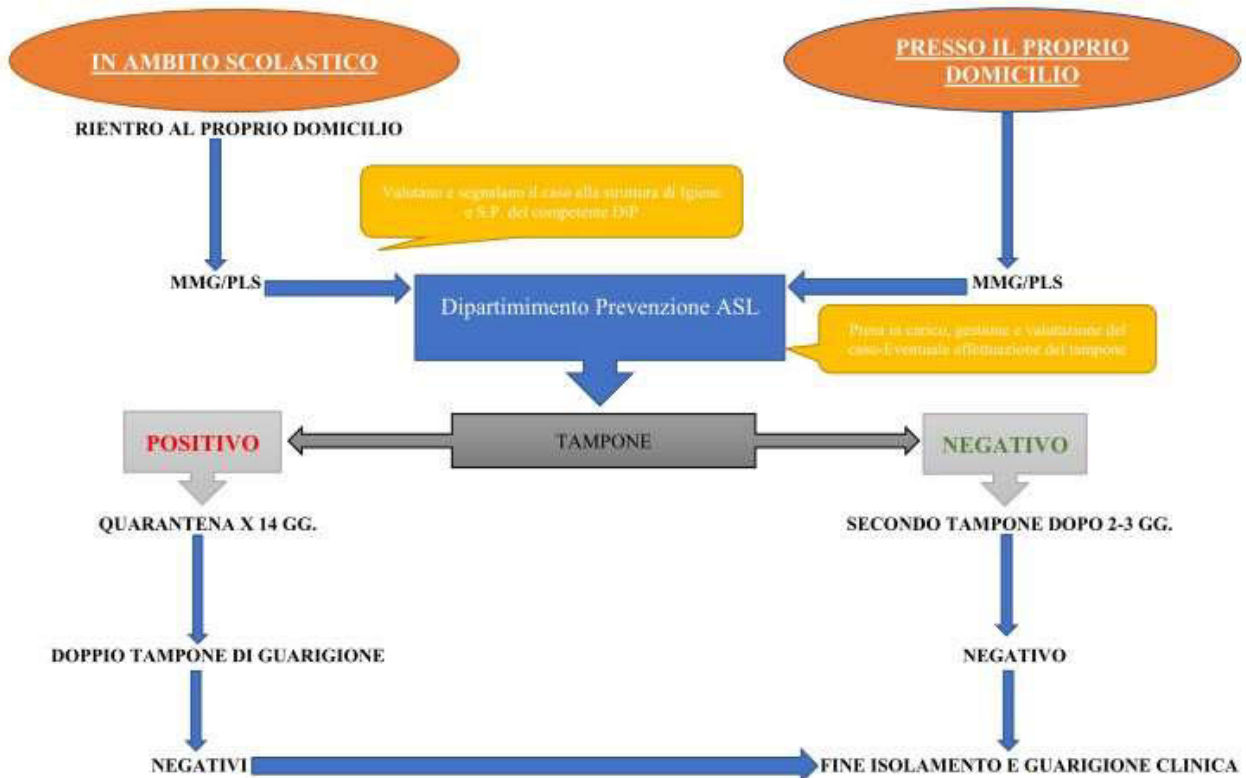 IN AMBITO SCOLASTICO
PRESSO IL PROPRIO
DOMICILIO
RIENTRO AL PROPRIO DOMICILIO
Valutano e segnalano il caso alla struttura di Igiene
e S.P. del competente DiP
MMG/PLS
Dipartimimento Prevenzione ASL
MMG/PLS
Presa in carico, gestione e valutazione del
caso-Eventuale effettuazione del tampone
POSITIVO
TAMPONE
NEGATIVO
QUARANTENA X 14 GG.
SECONDO TAMPONE DOPO 2-3 GG.
DOPPIO TAMPONE DI GUARIGIONE
NEGATIVO
NEGATIVI
FINE ISOLAMENTO E GUARIGIONE CLINICA